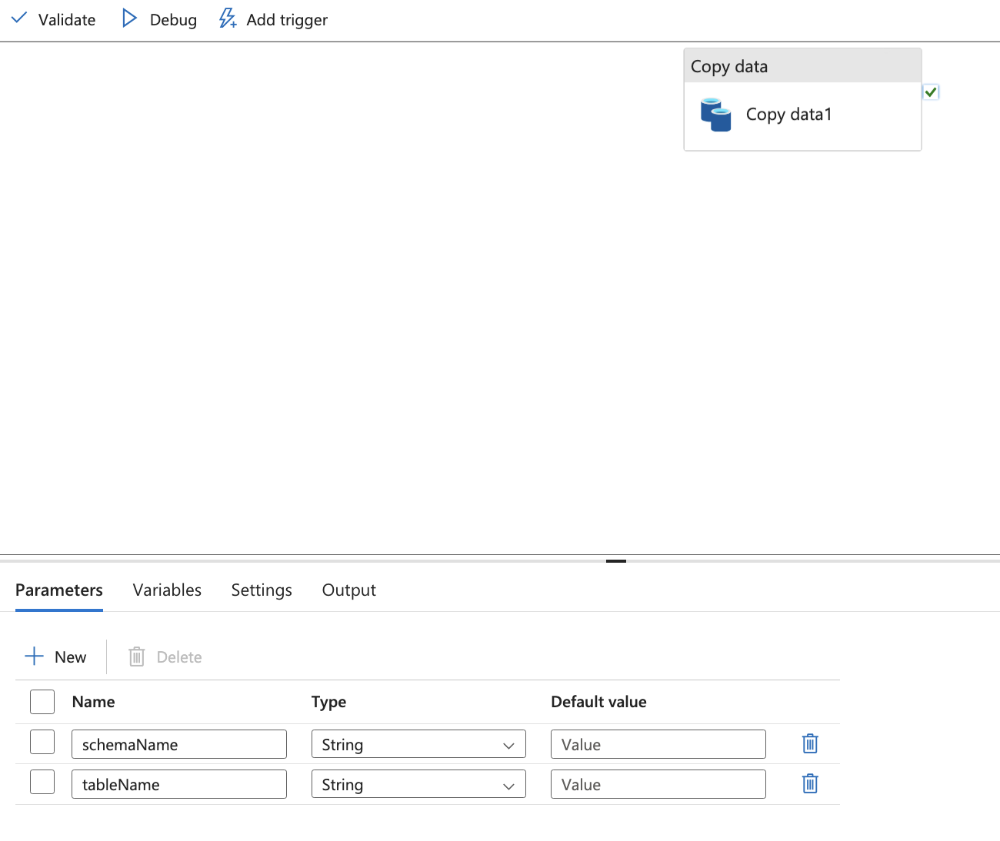 Validate Debug Add trigger
Copy data
Copy data1
Parameters Variables Settings Output
New Delete
Name Type Default value
schemaName String Value
tableName String Value